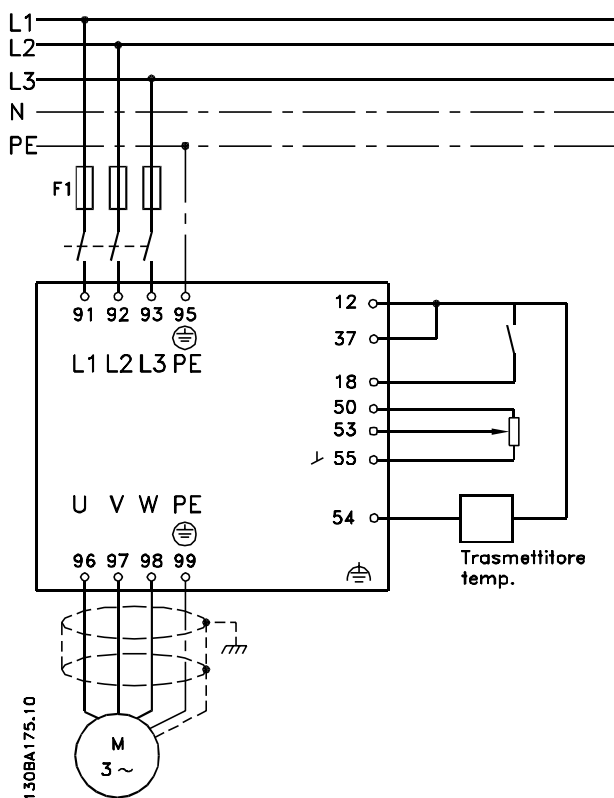 L1
L2
L3
N
PE
F1
91 92 93 95
L1 L2 L3 PE
12
37
18
50
53
55
54
U V W PE
96 97 98 99
Trasmettitore
temp.
M
3 ~
130BA175.10